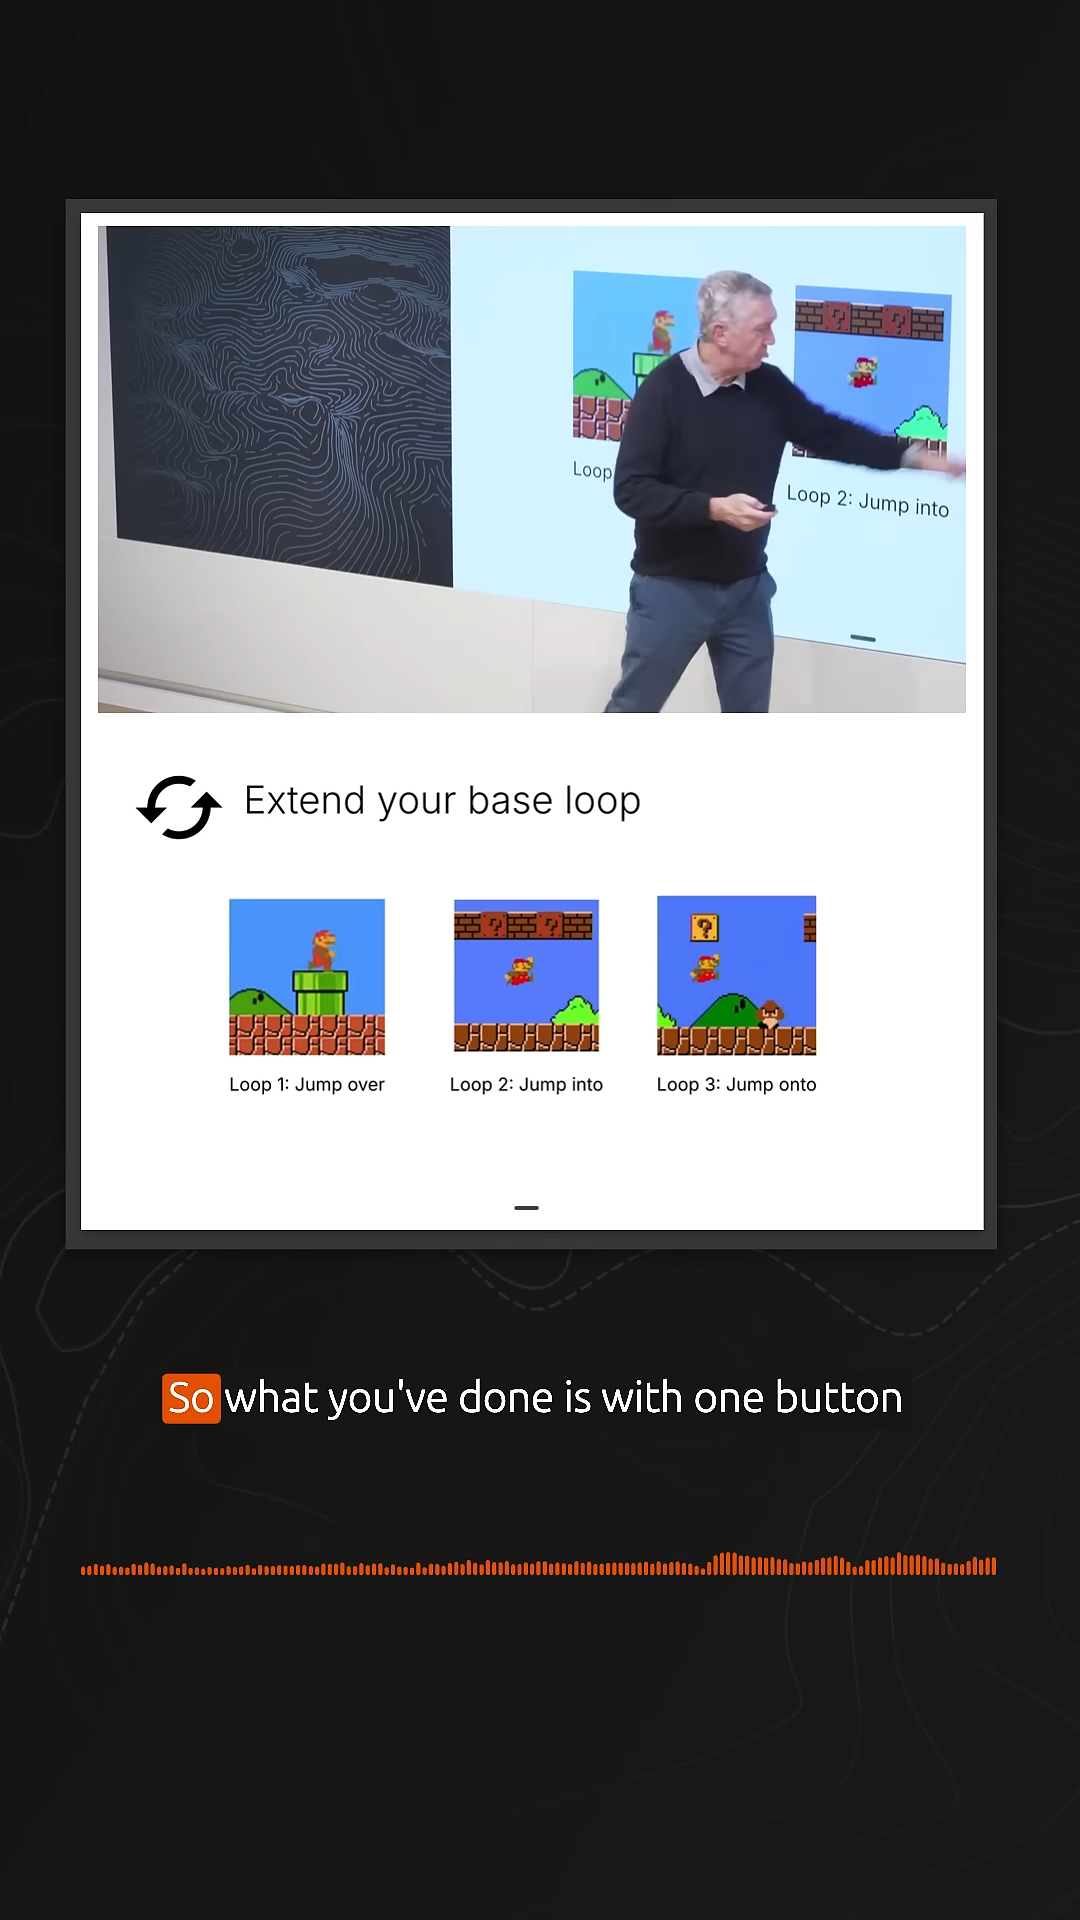 Loop
Loop 2: Jump into
Extend your base loop
Loop 1: Jump over
Loop 2: Jump into
Loop 3: Jump onto
So what you've done is with one button